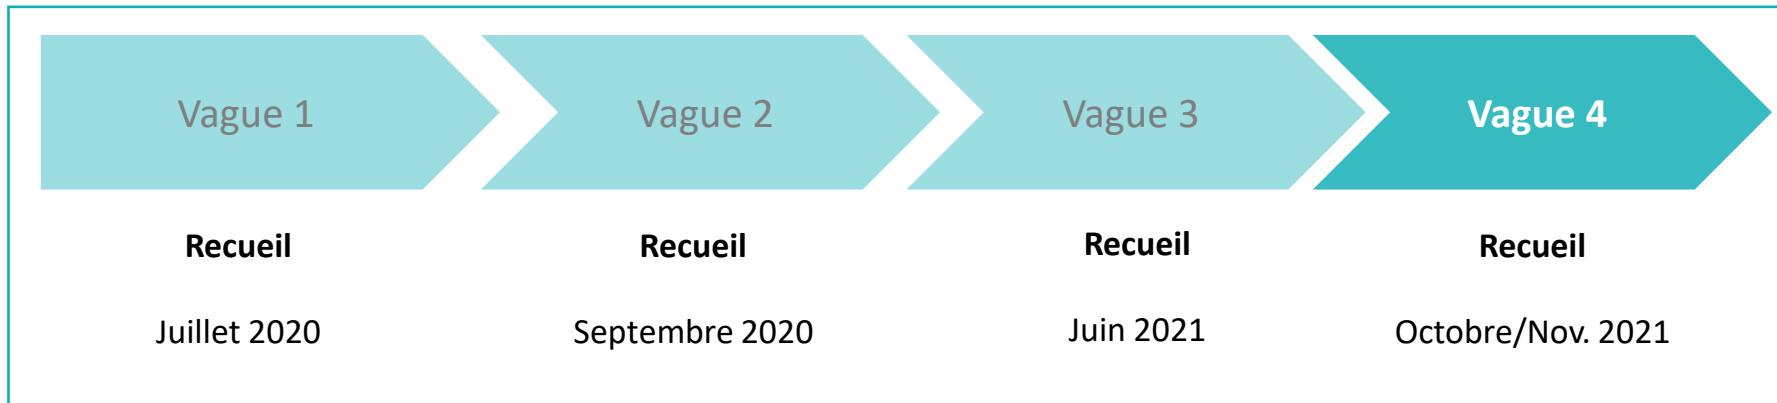 Vague 1
Vague 2
Vague 3
Vague 4
Recueil
Recueil
Recueil
Recueil
Juillet 2020
Septembre 2020
Juin 2021
Octobre/Nov. 2021